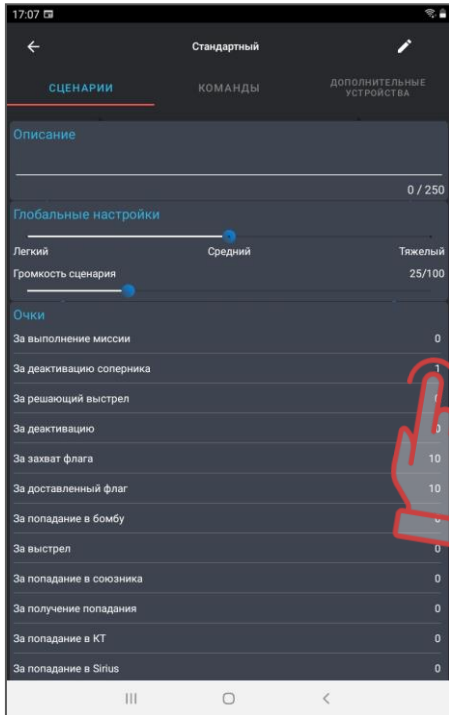 17:07
Стандартный
СЦЕНАРИИ КОМАНДЫ ДОПОЛНИТЕЛЬНЫЕ УСТРОЙСТВА
Описание
0 / 250
Глобальные настройки
Легкий Средний Тяжелый
Громкость сценария 25/100
Очки
За выполнение миссии 0
За деактивацию соперника 1
За решающий выстрел
За деактивацию 0
За захват флага 10
За доставленный флаг 10
За попадание в бомбу
За выстрел 0
За попадание в союзника 0
За получение попадания 0
За попадание в КТ 0
За попадание в Sirius 0